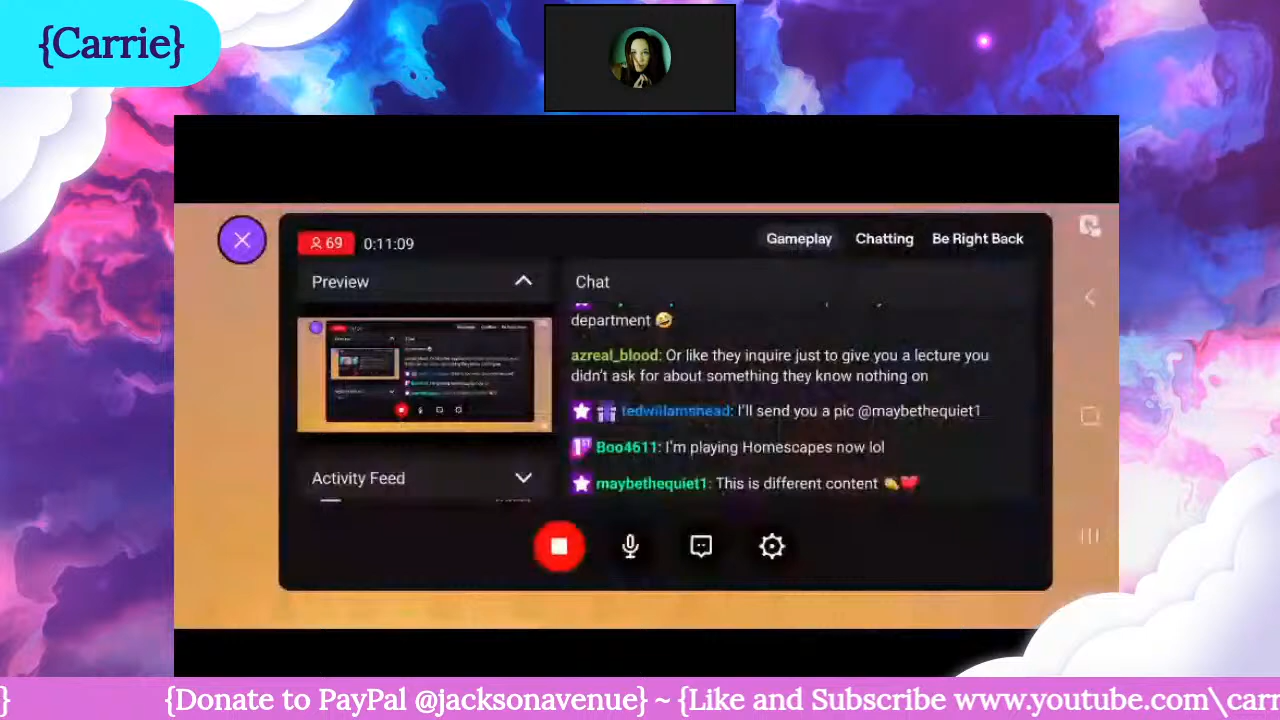 {Carrie}
69 0:11:09
Gameplay Chatting Be Right Back
Preview
Chat
department 🤣
azreal_blood: Or like they inquire just to give you a lecture you
didn't ask for about something they know nothing on
tedwillamshead: I'll send you a pic @maybethequiet1
Boo4611: I'm playing Homescapes now lol
maybethequiet1: This is different content
Activity Feed
} {Donate to PayPal @jacksonavenue} ~ {Like and Subscribe www.youtube.com\carr